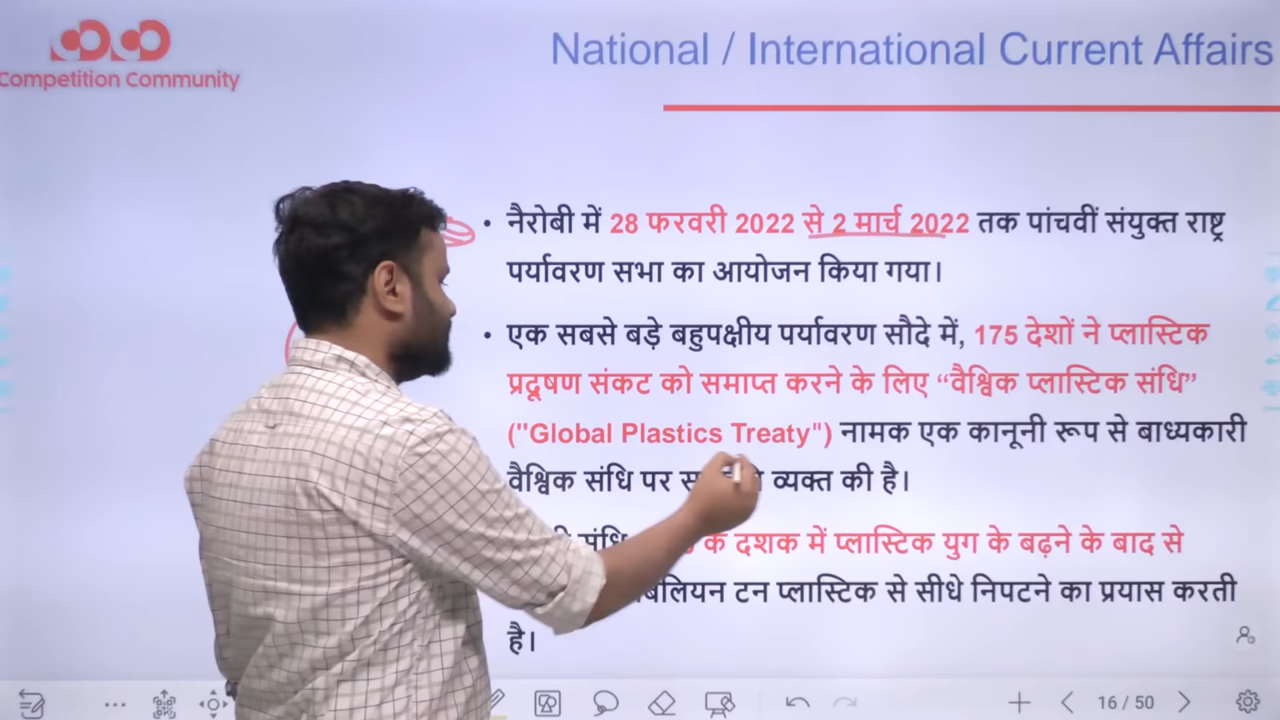 Competition Community
National / International Current Affairs
• नैरोबी में 28 फरवरी 2022 से 2 मार्च 2022 तक पांचवीं संयुक्त राष्ट्र
पर्यावरण सभा का आयोजन किया गया।
• एक सबसे बड़े बहुपक्षीय पर्यावरण सौदे में, 175 देशों ने प्लास्टिक
प्रदूषण संकट को समाप्त करने के लिए “वैश्विक प्लास्टिक संधि”
("Global Plastics Treaty") नामक एक कानूनी रूप से बाध्यकारी
वैश्विक संधि पर व्यक्त की है।
संधि के दशक में प्लास्टिक युग के बढ़ने के बाद से
टन प्लास्टिक से सीधे निपटने का प्रयास करती
है।
16 / 50